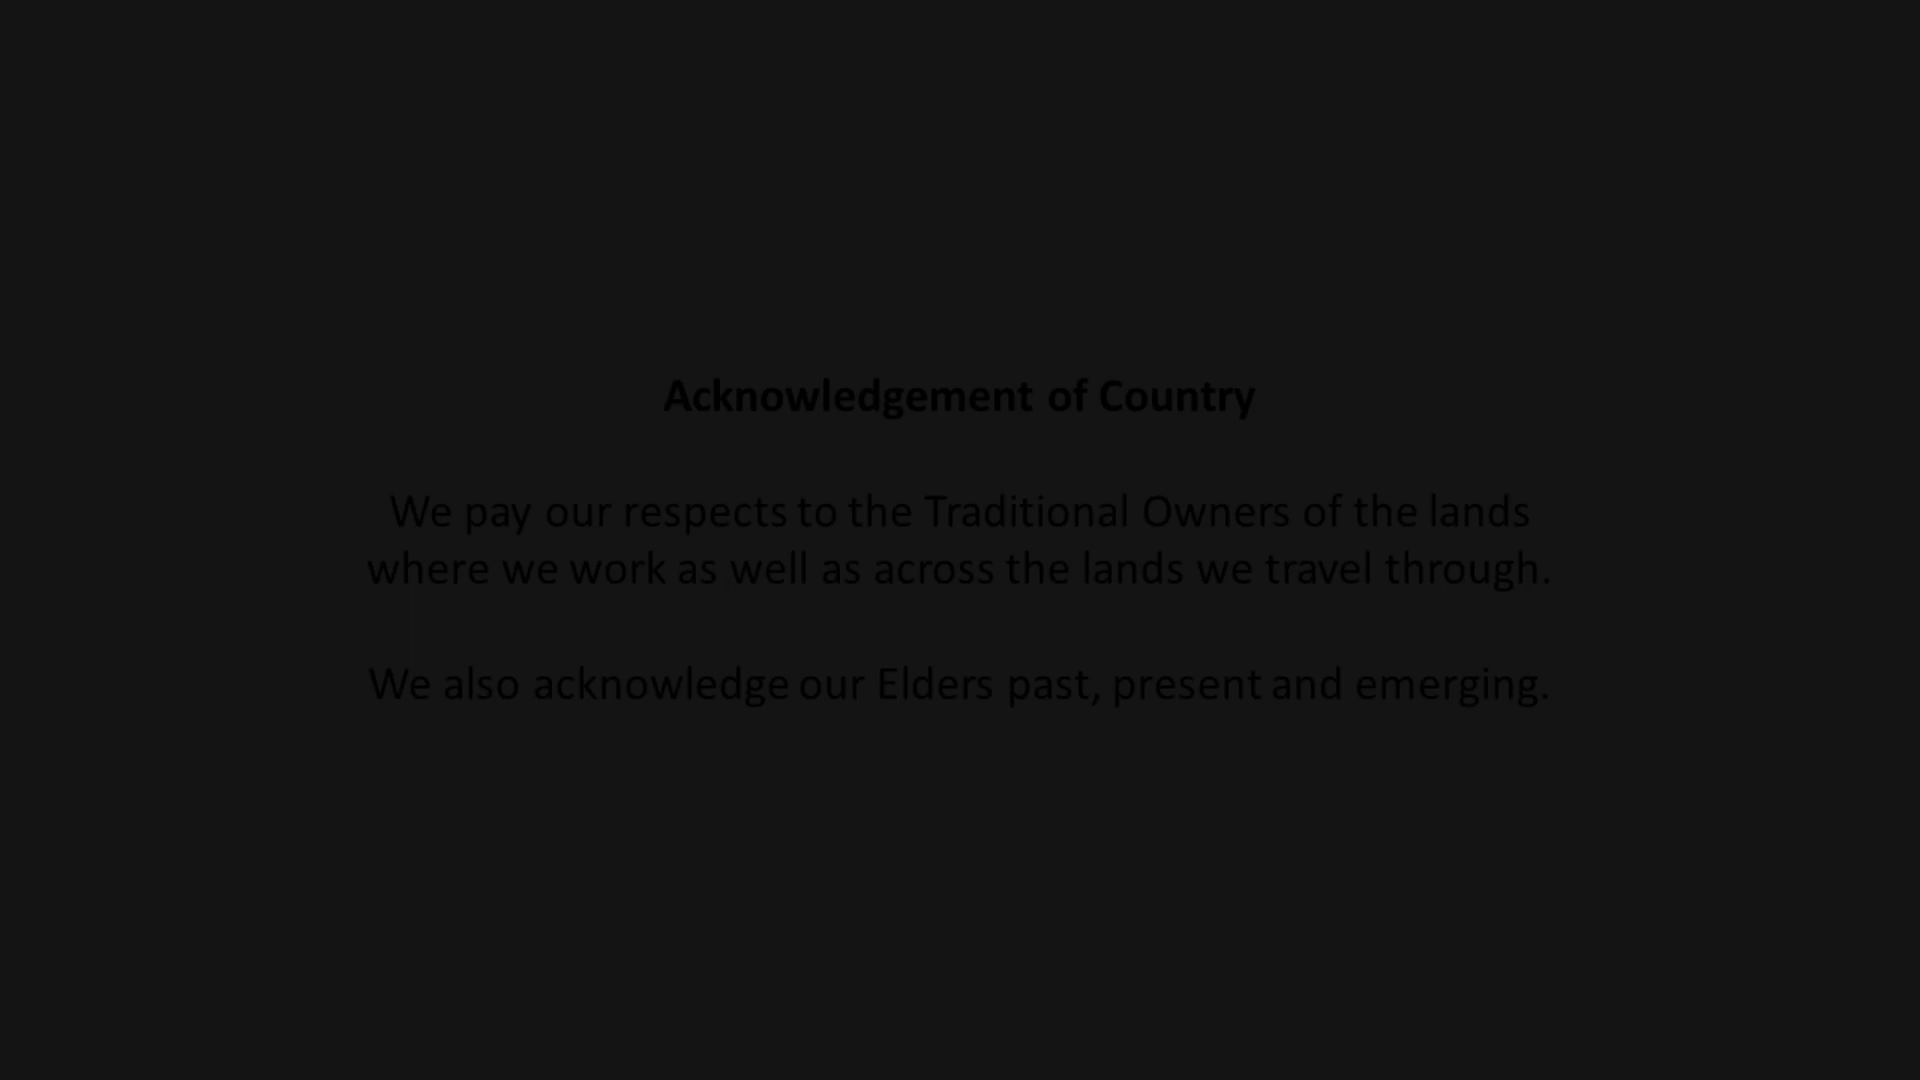 Acknowledgement of Country
We pay our respects to the Traditional Owners of the lands
where we work as well as across the lands we travel through.
We also acknowledge our Elders past, present and emerging.